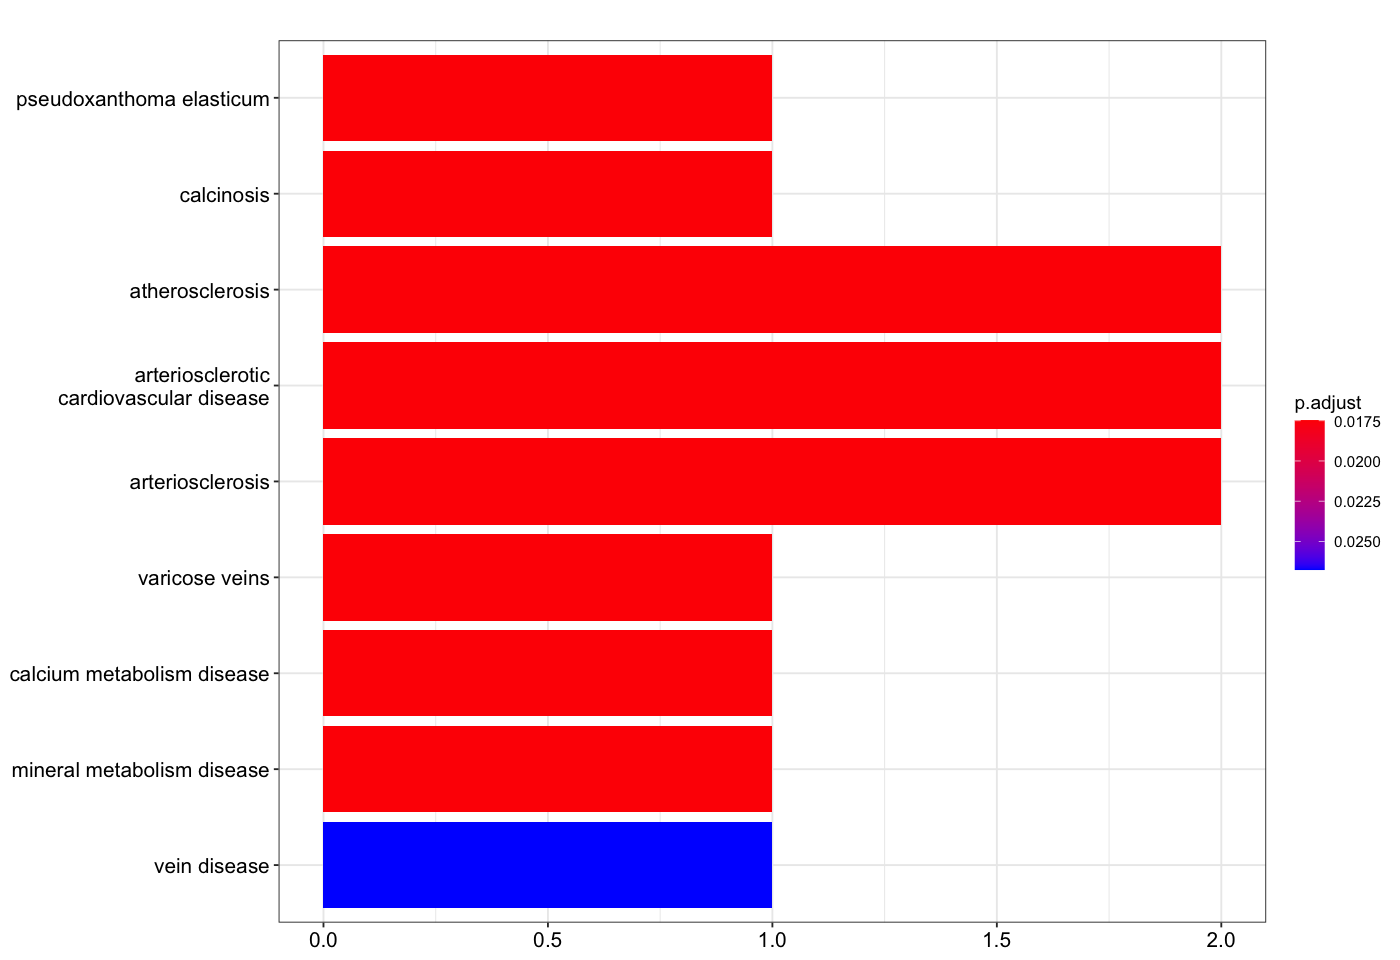 pseudoxanthoma elasticum
calcinosis
atherosclerosis
arteriosclerotic
cardiovascular disease
arteriosclerosis
varicose veins
calcium metabolism disease
mineral metabolism disease
vein disease
0.0 0.5 1.0 1.5 2.0
p.adjust
0.0175
0.0200
0.0225
0.0250